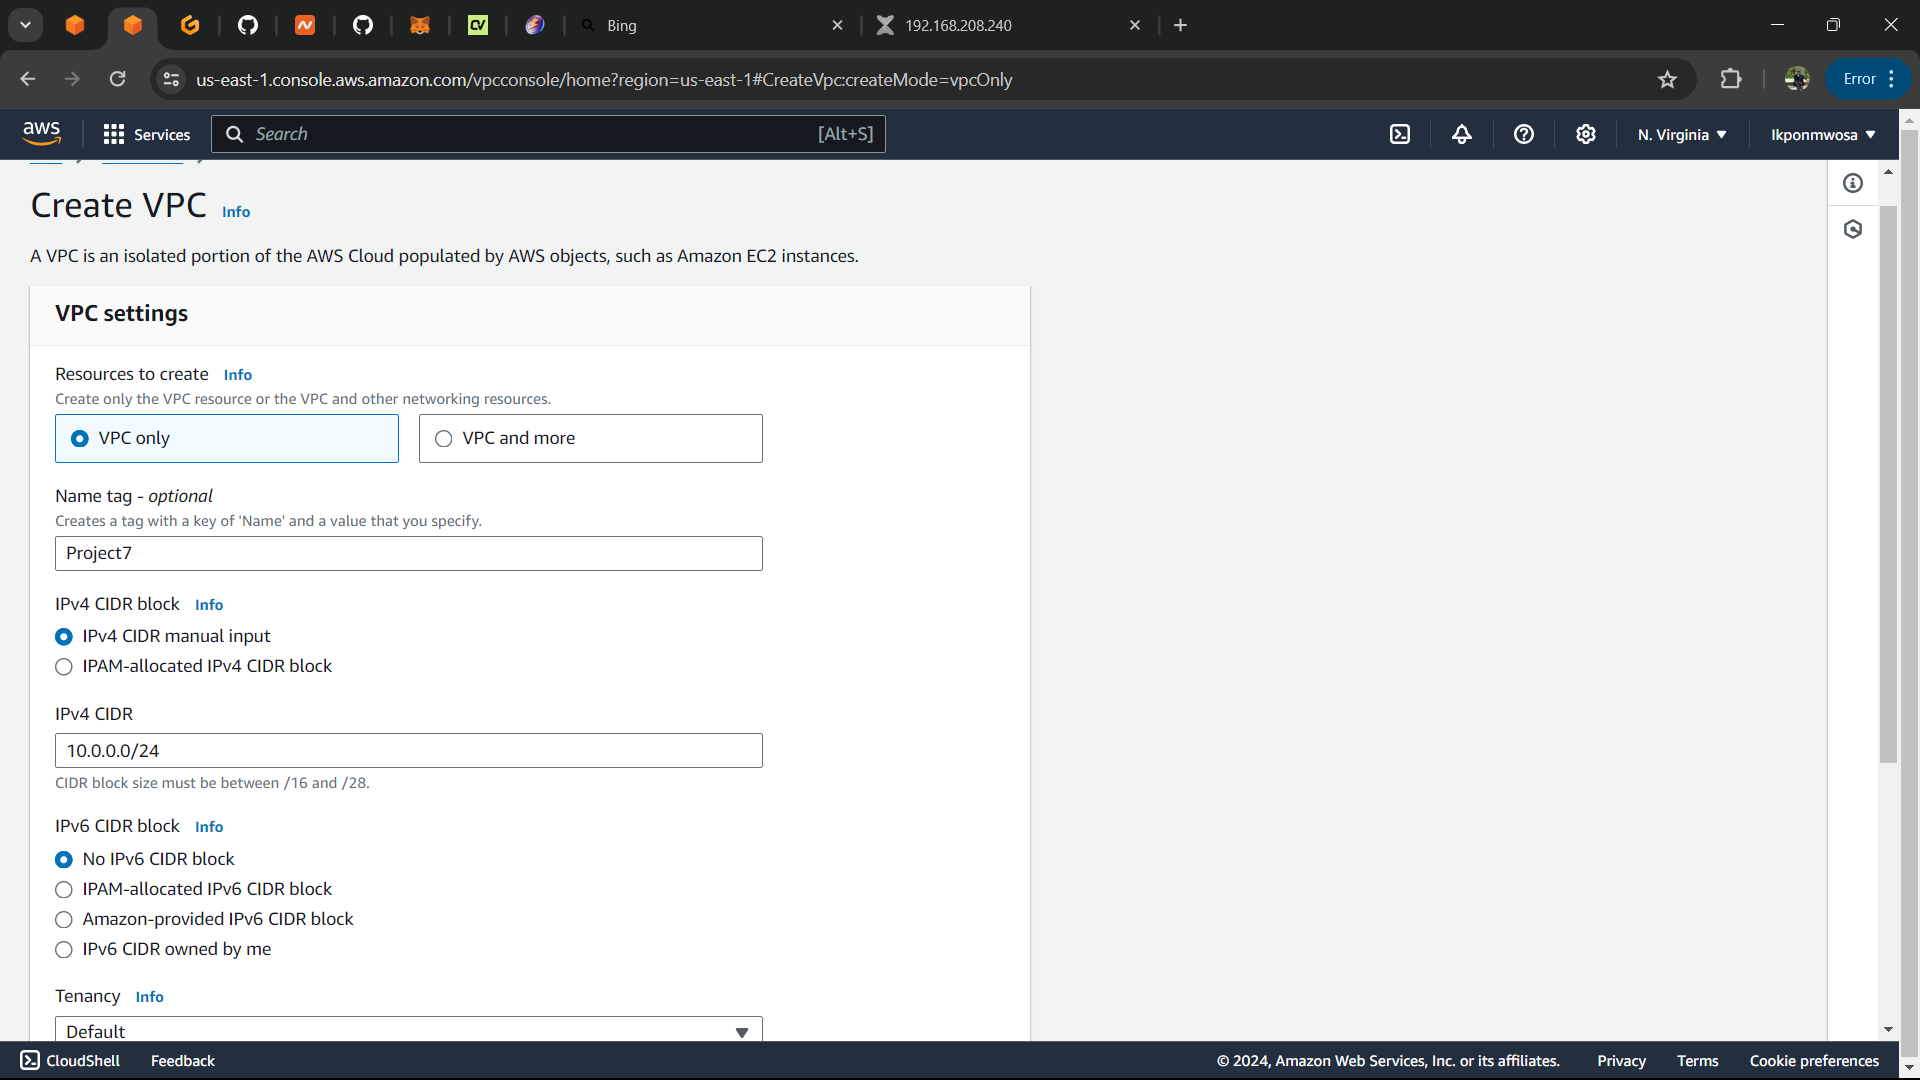 CV
Bing
192.168.208.240
us-east-1.console.aws.amazon.com/vpcconsole/home?region=us-east-1#CreateVpc:createMode=vpcOnly
Error
aws
Services
Search
[Alt+S]
N. Virginia
Ikponmwosa
Create VPC Info
A VPC is an isolated portion of the AWS Cloud populated by AWS objects, such as Amazon EC2 instances.
VPC settings
Resources to create Info
Create only the VPC resource or the VPC and other networking resources.
VPC only
VPC and more
Name tag - optional
Creates a tag with a key of 'Name' and a value that you specify.
Project7
IPv4 CIDR block Info
IPv4 CIDR manual input
IPAM-allocated IPv4 CIDR block
IPv4 CIDR
10.0.0.0/24
CIDR block size must be between /16 and /28.
IPv6 CIDR block Info
No IPv6 CIDR block
IPAM-allocated IPv6 CIDR block
Amazon-provided IPv6 CIDR block
IPv6 CIDR owned by me
Tenancy Info
Default
CloudShell
Feedback
© 2024, Amazon Web Services, Inc. or its affiliates.
Privacy
Terms
Cookie preferences